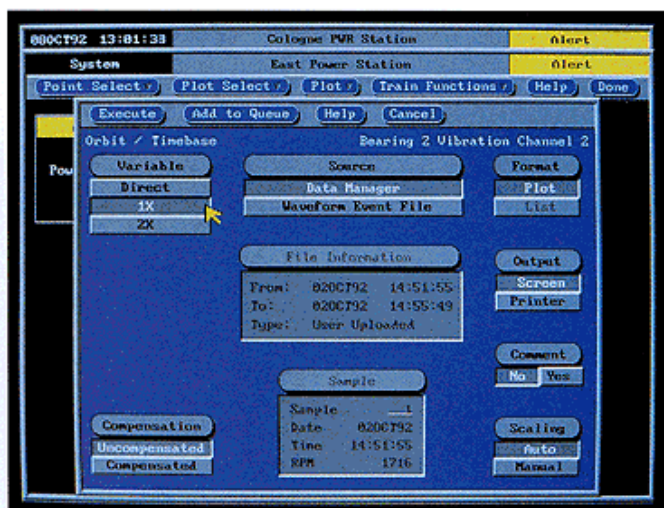 08OCT92 13:01:33 Cologne PWR Station Alert
System East Power Station Alert
Point Select Plot Select Plot Train Functions Help Done
Execute Add to Queue Help Cancel
Orbit / Timebase Bearing 2 Vibration Channel 2
Pow
Variable Source Format
Direct Data Manager Plot
1X Waveform Event File List
2X
File Information Output
From: 02OCT92 14:51:55 Screen
To: 02OCT92 14:55:49 Printer
Type: User Uploaded
Comment
No Yes
Sample
Sample 1
Compensation Date 02OCT92 Scaling
Uncompensated Time 14:51:55 Auto
Compensated RPM 1716 Manual